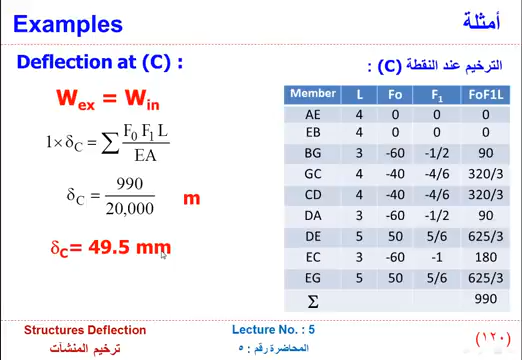 Examples
أمثلة
Deflection at (C) :
الترخيم عند النقطة (C) :
W_ex = W_in
1×δ_C = ∑ F_0 F_1 L / EA
δ_C = 990 / 20,000 m
δ_C = 49.5 mm
Member L Fo F_1 FoF1L
AE 4 0 0 0
EB 4 0 0 0
BG 3 -60 -1/2 90
GC 4 -40 -4/6 320/3
CD 4 -40 -4/6 320/3
DA 3 -60 -1/2 90
DE 5 50 5/6 625/3
EC 3 -60 -1 180
EG 5 50 5/6 625/3
Σ 990
Structures Deflection
ترخيم المنشآت
Lecture No. : 5
المحاضرة رقم : ٥
(١٢٠)